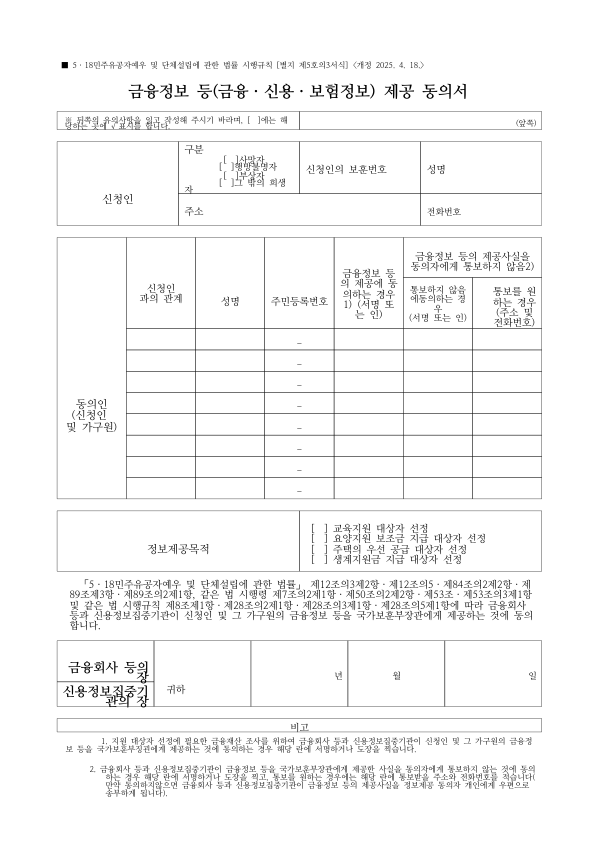 ■ 5ㆍ18민주유공자예우 및 단체설립에 관한 법률 시행규칙 [별지 제5호의3서식] <개정 2025. 4. 18.>
금융정보 등(금융ㆍ신용ㆍ보험정보) 제공 동의서
※ 뒤쪽의 유의사항을 읽고 작성해 주시기 바라며, [  ]에는 해
당하는 곳에 √ 표시를 합니다.
(앞쪽)
신청인
구분
[  ]사망자
[  ]행방불명자
[  ]부상자
[  ]그 밖의 희생
자
신청인의 보훈번호
성명
주소
전화번호
동의인
(신청인
및 가구원)
신청인
과의 관계
성명
주민등록번호
금융정보 등
의 제공에 동
의하는 경우
1) (서명 또
는 인)
금융정보 등의 제공사실을
동의자에게 통보하지 않음2)
통보하지 않음
에동의하는 경
우
(서명 또는 인)
통보를 원
하는 경우
(주소 및
전화번호)
–
–
–
–
–
–
–
–
정보제공목적
[  ] 교육지원 대상자 선정
[  ] 요양지원 보조금 지급 대상자 선정
[  ] 주택의 우선 공급 대상자 선정
[  ] 생계지원금 지급 대상자 선정
「5ㆍ18민주유공자예우 및 단체설립에 관한 법률」 제12조의3제2항ㆍ제12조의5ㆍ제84조의2제2항ㆍ제
89조제3항ㆍ제89조의2제1항, 같은 법 시행령 제7조의2제1항ㆍ제50조의2제2항ㆍ제53조ㆍ제53조의3제1항
및 같은 법 시행규칙 제8조제1항ㆍ제28조의2제1항ㆍ제28조의3제1항ㆍ제28조의5제1항에 따라 금융회사
등과 신용정보집중기관이 신청인 및 그 가구원의 금융정보 등을 국가보훈부장관에게 제공하는 것에 동의
합니다.
금융회사 등의
장
신용정보집중기
관의 장
귀하
년
월
일
비고
1. 지원 대상자 선정에 필요한 금융재산 조사를 위하여 금융회사 등과 신용정보집중기관이 신청인 및 그 가구원의 금융정
보 등을 국가보훈부장관에게 제공하는 것에 동의하는 경우 해당 란에 서명하거나 도장을 찍습니다.
2. 금융회사 등과 신용정보집중기관이 금융정보 등을 국가보훈부장관에게 제공한 사실을 동의자에게 통보하지 않는 것에 동의
하는 경우 해당 란에 서명하거나 도장을 찍고, 통보를 원하는 경우에는 해당 란에 통보받을 주소와 전화번호를 적습니다(
만약 동의하지않으면 금융회사 등과 신용정보집중기관이 금융정보 등의 제공사실을 정보제공 동의자 개인에게 우편으로
송부하게 됩니다).